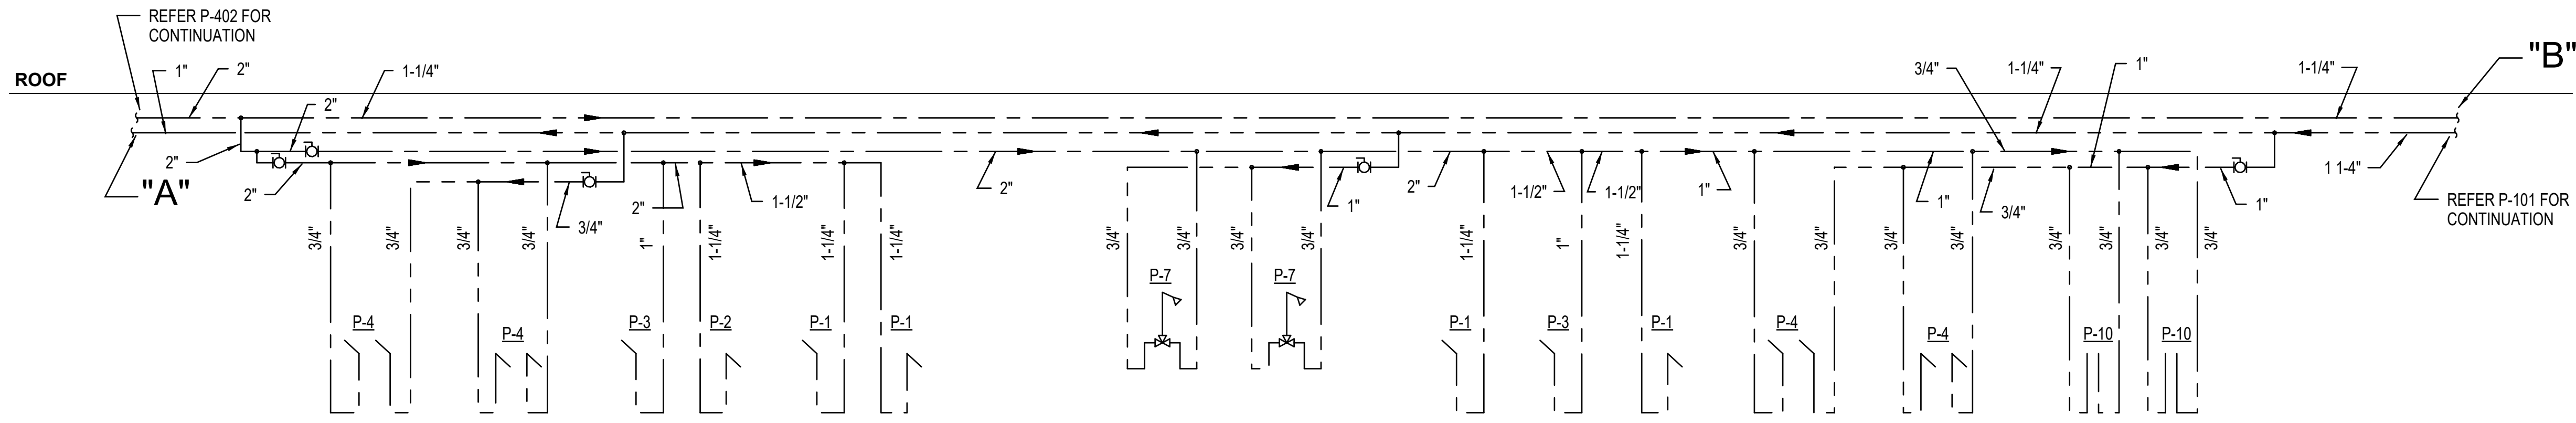 REFER P-402 FOR
CONTINUATION
"B"
ROOF
1"
2"
1-1/4"
3/4"
1-1/4"
1"
1-1/4"
2"
2"
"A"
2"
3/4"
2"
1-1/2"
2"
1"
2"
1-1/2"
1-1/2"
1"
1"
3/4"
1"
1 1-4"
REFER P-101 FOR
CONTINUATION
3/4"
3/4"
3/4"
3/4"
1"
1-1/4"
1-1/4"
1-1/4"
3/4"
3/4"
3/4"
3/4"
1-1/4"
1"
1-1/4"
3/4"
3/4"
3/4"
3/4"
3/4"
3/4"
3/4"
3/4"
P-7
P-7
P-4
P-4
P-3
P-2
P-1
P-1
P-1
P-3
P-1
P-4
P-4
P-10
P-10